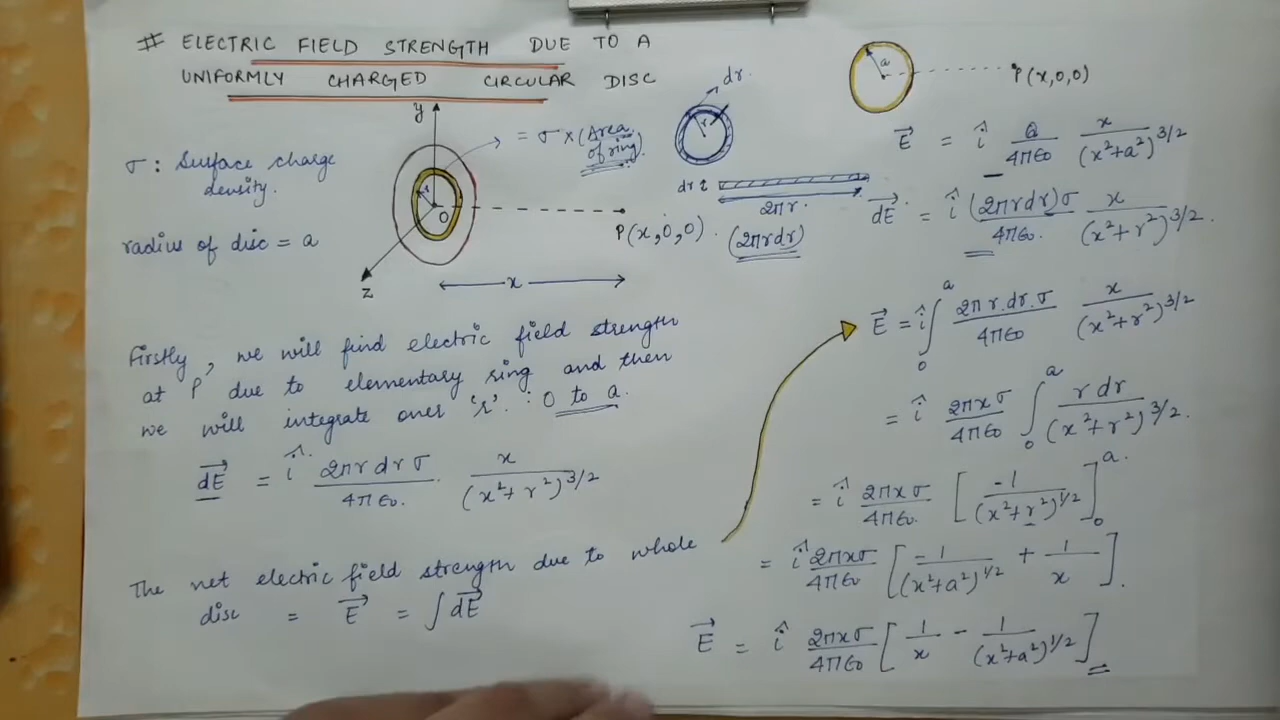 # ELECTRIC FIELD STRENGTH DUE TO A
UNIFORMLY CHARGED CIRCULAR DISC
σ : Surface charge
density.
radius of disc = a
y
r
O
z
= σ × (Area
of ring).
P(x,0,0).
x
dr.
r
dr
2πr.
(2πrdr)
a
P(x,0,0)
E⃗ = î Q/4πε₀ x/(x²+a²)^3/2
dE⃗ = î (2πrdr)σ/4πε₀. x/(x²+r²)^3/2.
Firstly, we will find electric field strength
at P due to elementary ring and then
we will integrate over 'r'. : 0 to a.
dE⃗ = î 2πr dr σ/4πε₀. x/(x²+r²)^3/2
The net electric field strength due to whole
disc = E⃗ = ∫dE⃗
E⃗ = î ∫₀^a 2πr.dr.σ/4πε₀ x/(x²+r²)^3/2
= î 2πxσ/4πε₀ ∫₀^a r dr/(x²+r²)^3/2.
= î 2πxσ/4πε₀ [-1/(x²+r²)^1/2]₀^a.
= î 2πxσ/4πε₀ [-1/(x²+a²)^1/2 + 1/x].
E⃗ = î 2πxσ/4πε₀ [1/x - 1/(x²+a²)^1/2]